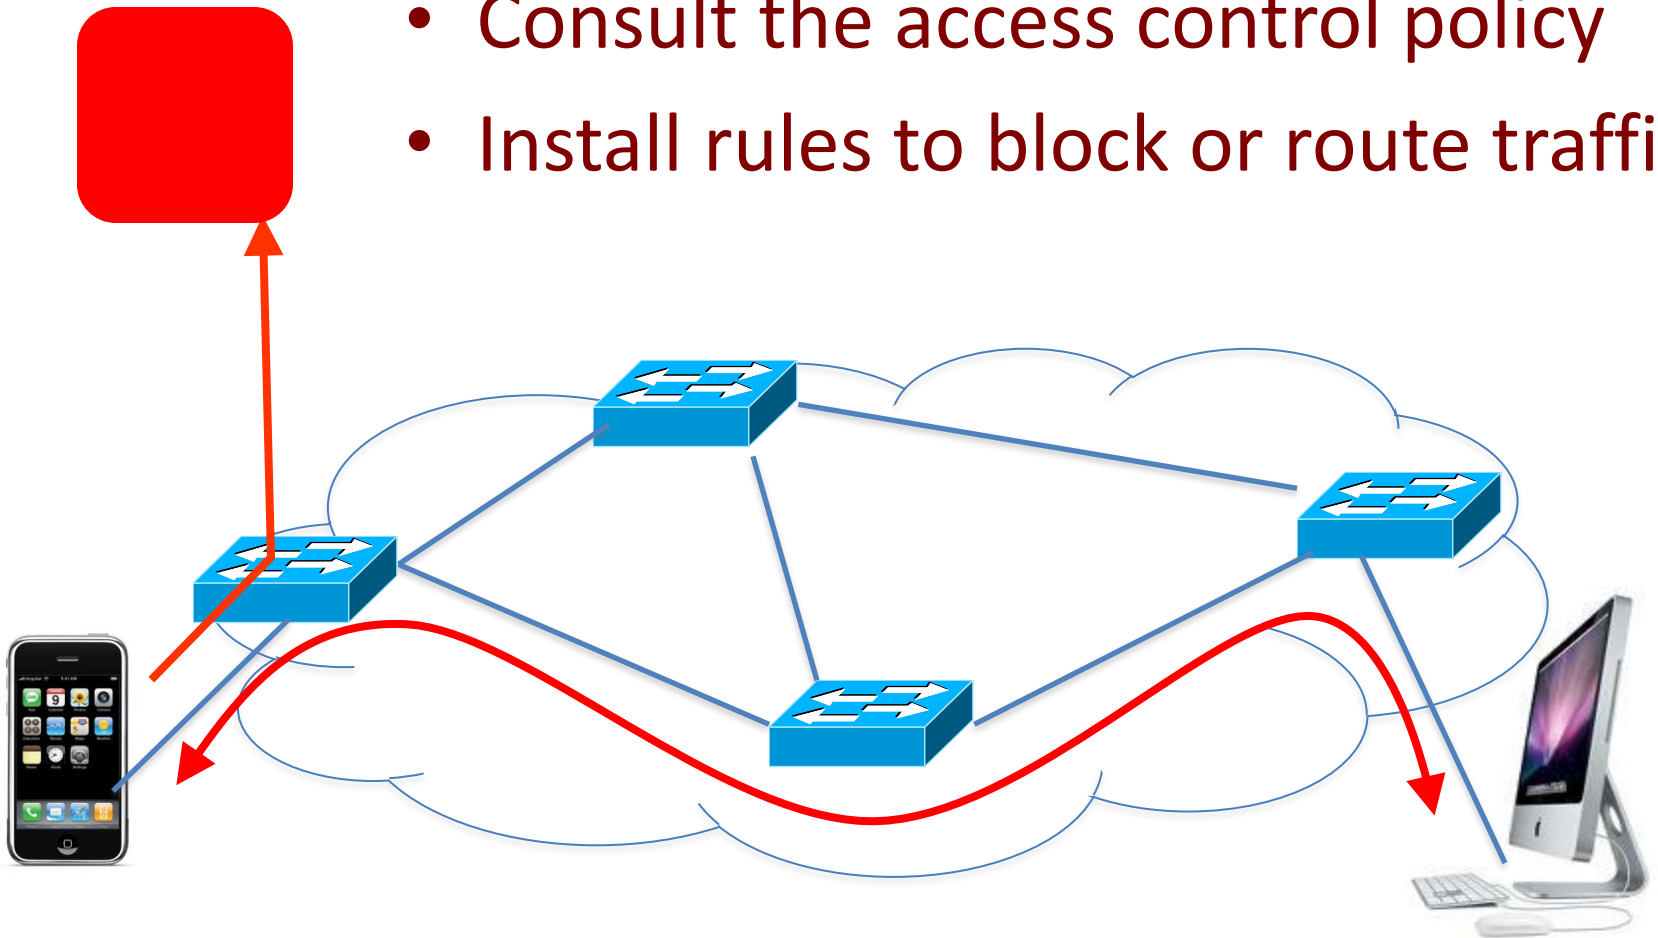 • Consult the access control policy
• Install rules to block or route traffi